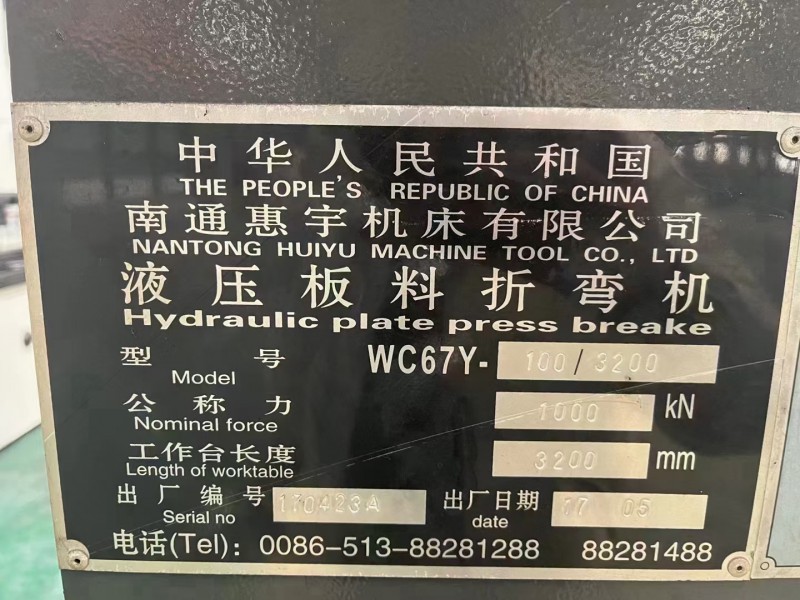 中华人民共和国
THE PEOPLE'S REPUBLIC OF CHINA
南通惠宇机床有限公司
NANTONG HUIYU MACHINE TOOL CO., LTD
液压板料折弯机
Hydraulic plate press breake
型号 WC67Y- 100/3200
Model
公称力 1000 kN
Nominal force
工作台长度 3200 mm
Length of worktable
出厂编号 170423A 出厂日期 17 05
Serial no date
电话(Tel): 0086-513-88281288 88281488